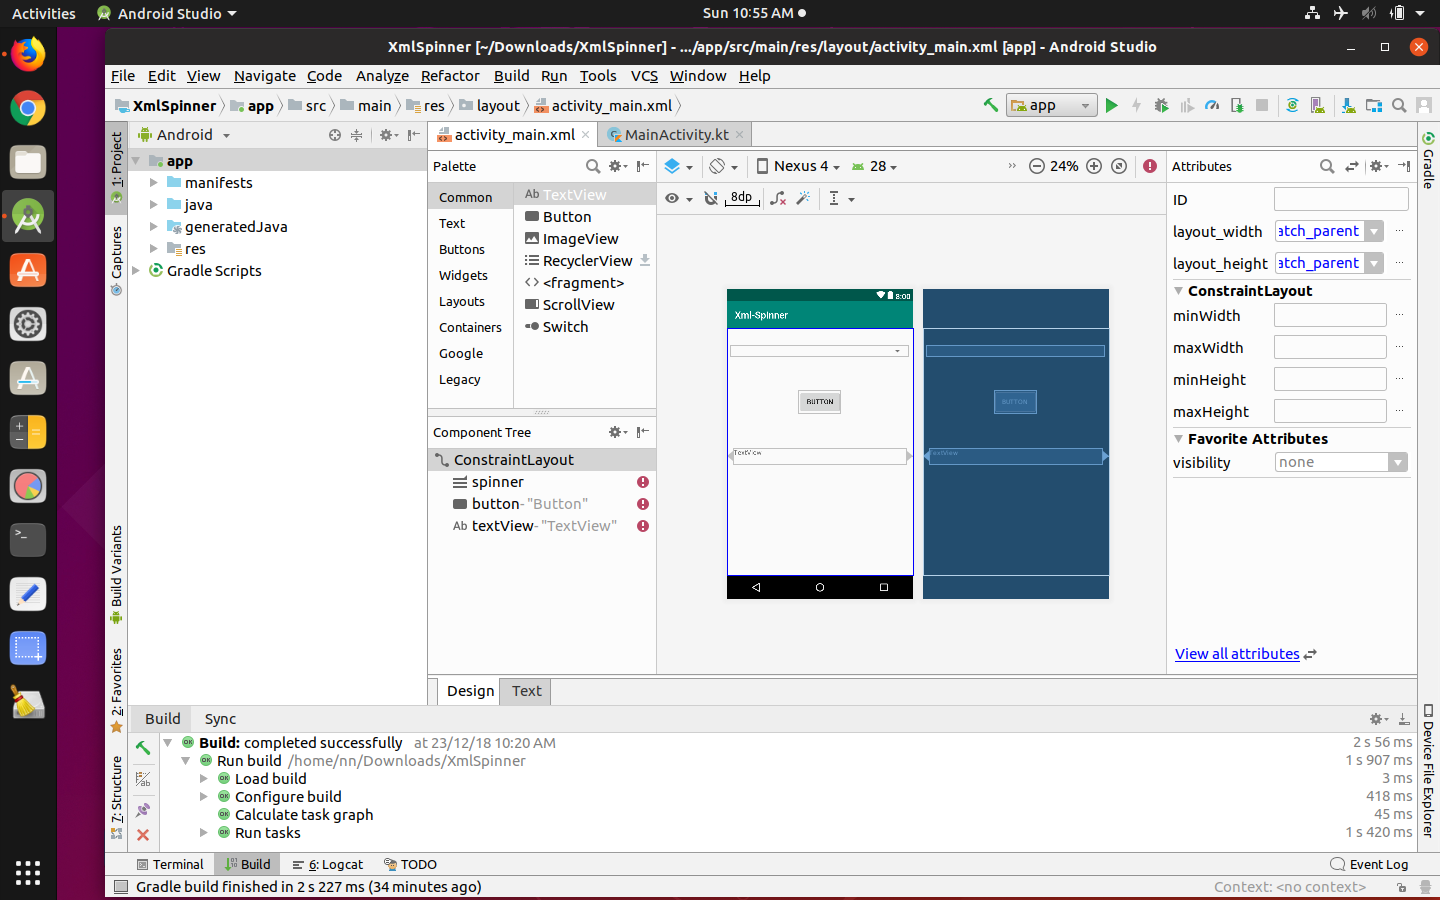 Activities Android Studio Sun 10:55 AM
XmlSpinner [~/Downloads/XmlSpinner] - .../app/src/main/res/layout/activity_main.xml [app] - Android Studio
File Edit View Navigate Code Analyze Refactor Build Run Tools VCS Window Help
XmlSpinner app src main res layout activity_main.xml app
1: Project
Captures
Build Variants
2: Favorites
7: Structure
Android
app
manifests
java
generatedJava
res
Gradle Scripts
activity_main.xml MainActivity.kt
Palette
Common
Text
Buttons
Widgets
Layouts
Containers
Google
Legacy
Ab TextView
Button
ImageView
RecyclerView
<fragment>
ScrollView
Switch
Component Tree
ConstraintLayout
spinner
button- "Button"
Ab textView- "TextView"
Nexus 4 28 24%
8dp
8:00
Xml-Spinner
BUTTON
TextView
BUTTON
TextView
Attributes
ID
layout_width atch_parent
layout_height atch_parent
ConstraintLayout
minWidth
maxWidth
minHeight
maxHeight
Favorite Attributes
visibility none
View all attributes
Gradle
Device File Explorer
Design Text
Build Sync
Build: completed successfully at 23/12/18 10:20 AM 2 s 56 ms
Run build /home/nn/Downloads/XmlSpinner 1 s 907 ms
Load build 3 ms
Configure build 418 ms
Calculate task graph 45 ms
Run tasks 1 s 420 ms
Terminal Build 6: Logcat TODO Event Log
Gradle build finished in 2 s 227 ms (34 minutes ago) Context: <no context>